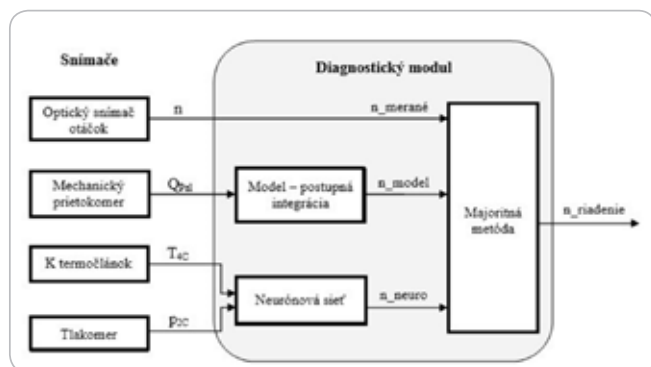 Snímače
Diagnostický modul
Optický snímač
otáčok
n
n_merané
Mechanický
prietokomer
Qpal
Model – postupná
integrácia
n_model
Majoritná
metóda
n_riadenie
K termočlánok
T4C
Neurónová sieť
n_neuro
Tlakomer
P2C